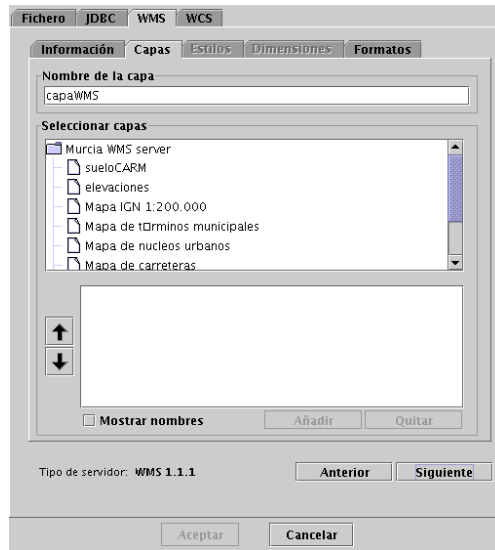 Fichero JDBC WMS WCS
Información Capas Estilos Dimensiones Formatos
Nombre de la capa
capaWMS
Seleccionar capas
Murcia WMS server
sueloCARM
elevaciones
Mapa IGN 1:200.000
Mapa de t□rminos municipales
Mapa de nucleos urbanos
Mapa de carreteras
Mostrar nombres Añadir Quitar
Tipo de servidor: WMS 1.1.1 Anterior Siguiente
Aceptar Cancelar